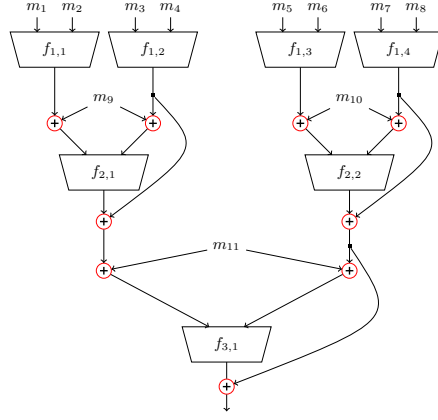 m₁ m₂ m₃ m₄ m₅ m₆ m₇ m₈
f₁,₁ f₁,₂ f₁,₃ f₁,₄
m₉ m₁₀
+ + + +
f₂,₁ f₂,₂
+ +
m₁₁
+ +
f₃,₁
+